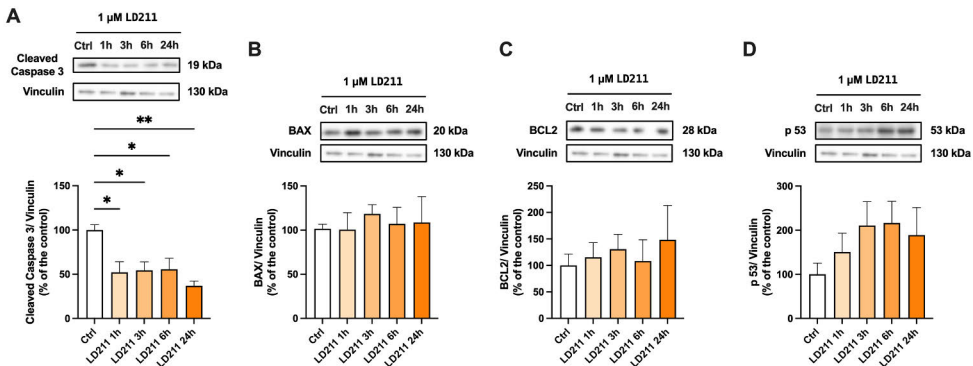 A
1 µM LD211
Ctrl 1h 3h 6h 24h
Cleaved
Caspase 3
19 kDa
Vinculin
130 kDa
**
*
*
*
Cleaved Caspase 3/ Vinculin
(% of the control)
150
100
50
0
Ctrl
LD211 1h
LD211 3h
LD211 6h
LD211 24h
B
1 µM LD211
Ctrl 1h 3h 6h 24h
BAX
20 kDa
Vinculin
130 kDa
BAX/ Vinculin
(% of the control)
150
100
50
0
Ctrl
LD211 1h
LD211 3h
LD211 6h
LD211 24h
C
1 µM LD211
Ctrl 1h 3h 6h 24h
BCL2
28 kDa
Vinculin
130 kDa
BCL2/ Vinculin
(% of the control)
250
200
150
100
50
0
Ctrl
LD211 1h
LD211 3h
LD211 6h
LD211 24h
D
1 µM LD211
Ctrl 1h 3h 6h 24h
p 53
53 kDa
Vinculin
130 kDa
p 53/ Vinculin
(% of the control)
300
200
100
0
Ctrl
LD211 1h
LD211 3h
LD211 6h
LD211 24h